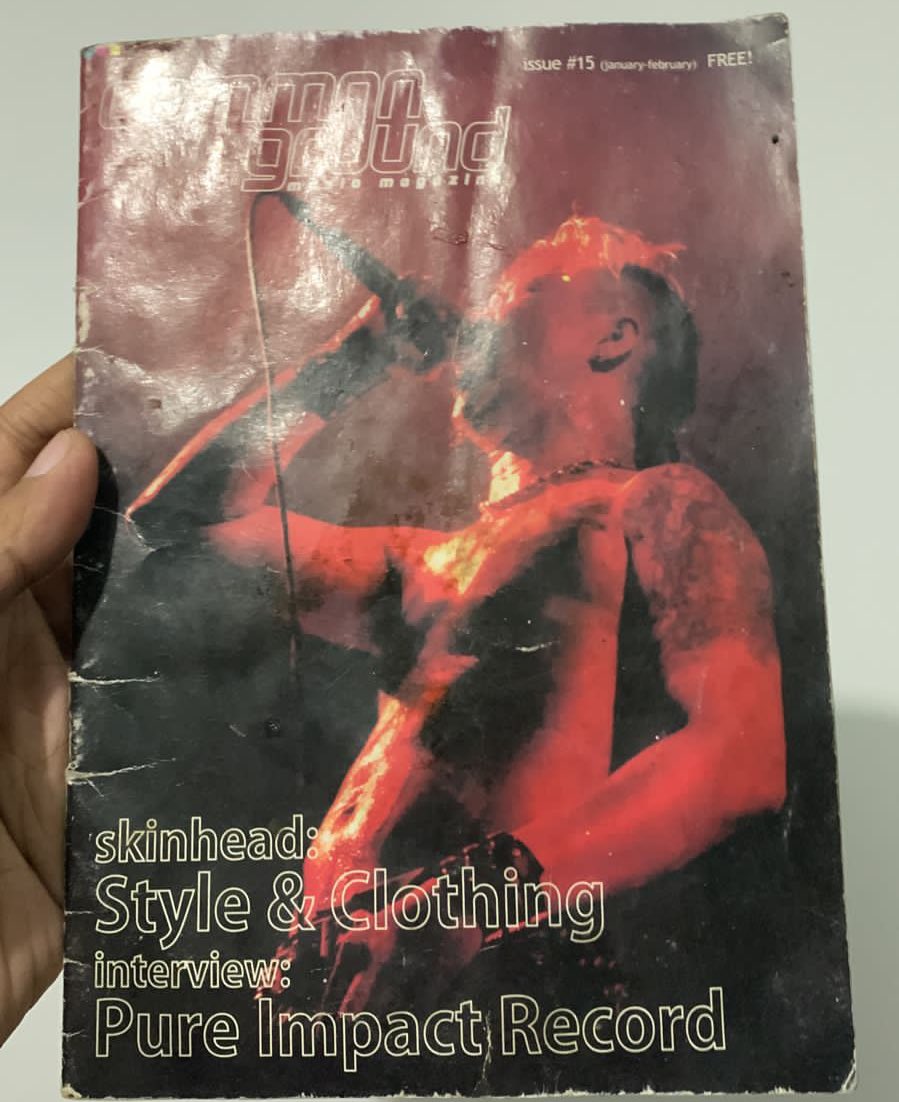 issue #15 (january-february) FREE!
common
ground
music magazine
skinhead:
Style & Clothing
interview:
Pure Impact Record